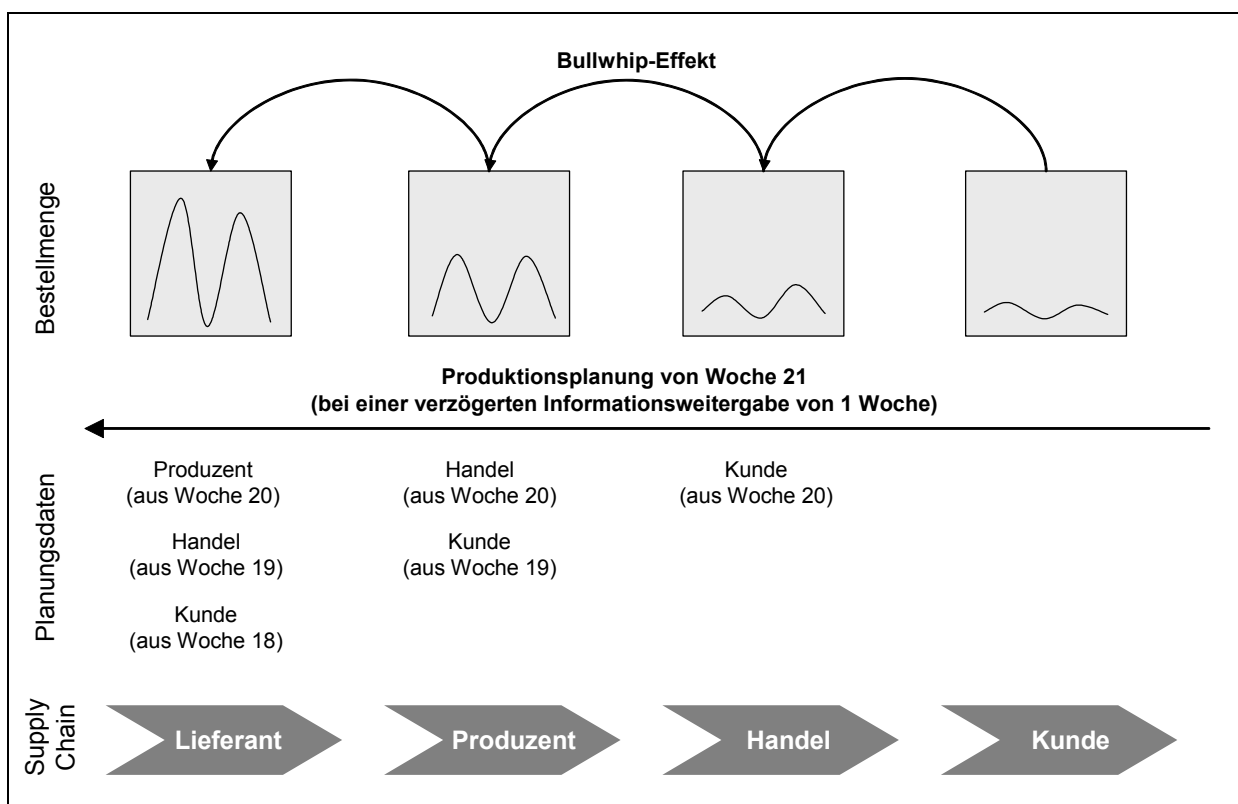 Bullwhip-Effekt
Bestellmenge
Produktionsplanung von Woche 21
(bei einer verzögerten Informationsweitergabe von 1 Woche)
Planungsdaten
Produzent
(aus Woche 20)
Handel
(aus Woche 19)
Kunde
(aus Woche 18)
Handel
(aus Woche 20)
Kunde
(aus Woche 19)
Kunde
(aus Woche 20)
Supply
Chain
Lieferant
Produzent
Handel
Kunde